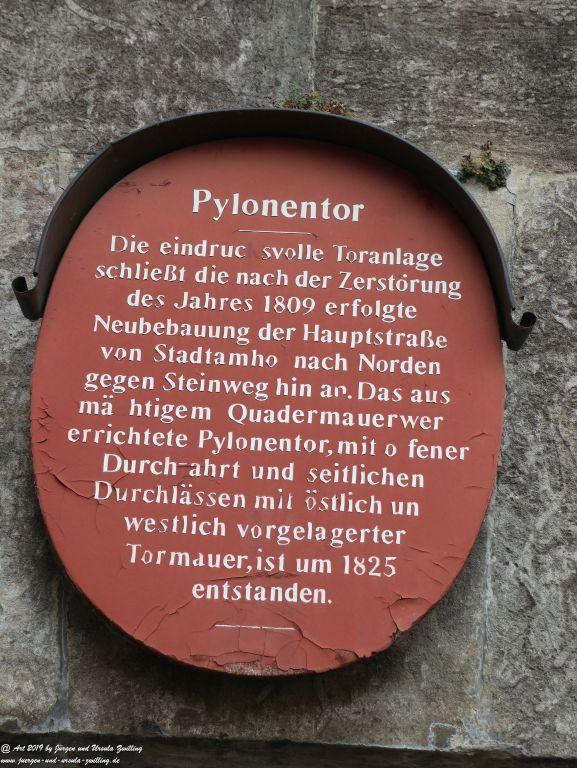 Pylonentor
Die eindruc svolle Toranlage
schließt die nach der Zerstörung
des Jahres 1809 erfolgte
Neubebauung der Hauptstraße
von Stadtamho nach Norden
gegen Steinweg hin an. Das aus
mä htigem Quadermauerwer
errichtete Pylonentor, mit o fener
Durch ahrt und seitlichen
Durchlässen mit östlich un
westlich vorgelagerter
Tormauer, ist um 1825
entstanden.
@ Art 2019 by Jürgen und Ursula Zwilling
www.juergen-und-ursula-zwilling.de